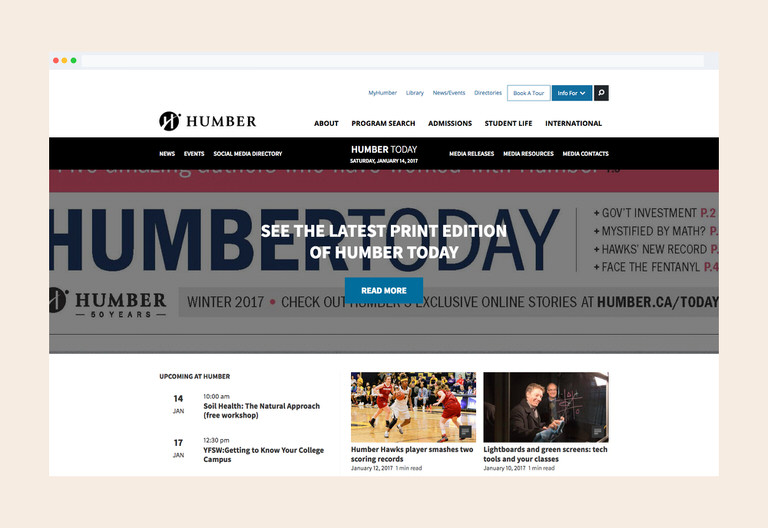 MyHumber Library News/Events Directories Book A Tour Info For
HUMBER
ABOUT PROGRAM SEARCH ADMISSIONS STUDENT LIFE INTERNATIONAL
NEWS EVENTS SOCIAL MEDIA DIRECTORY
HUMBER TODAY
SATURDAY, JANUARY 14, 2017
MEDIA RELEASES MEDIA RESOURCES MEDIA CONTACTS
HUMBERTODAY
+ GOV'T INVESTMENT P.2
+ MYSTIFIED BY MATH? P.
+ HAWKS' NEW RECORD P.
+ FACE THE FENTANYL P.4
SEE THE LATEST PRINT EDITION
OF HUMBER TODAY
READ MORE
HUMBER
50 YEARS
WINTER 2017 • CHECK OUT HUMBER'S EXCLUSIVE ONLINE STORIES AT HUMBER.CA/TODAY
UPCOMING AT HUMBER
14
JAN
10:00 am
Soil Health: The Natural Approach
(free workshop)
17
JAN
12:30 pm
YFSW:Getting to Know Your College
Campus
Humber Hawks player smashes two
scoring records
January 12, 2017 1 min read
Lightboards and green screens: tech
tools and your classes
January 10, 2017 1 min read